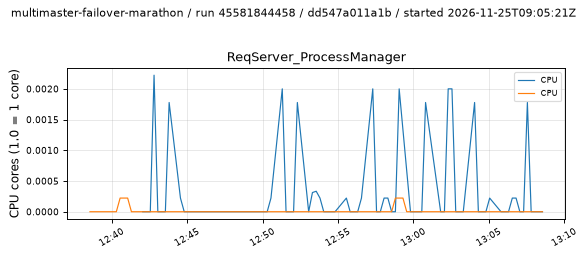 multimaster-failover-marathon / run 45581844458 / dd547a011a1b / started 2026-11-25T09:05:21Z
ReqServer_ProcessManager
CPU cores (1.0 = 1 core)
0.0020
0.0015
0.0010
0.0005
0.0000
CPU
CPU
12:40
12:45
12:50
12:55
13:00
13:05
13:10